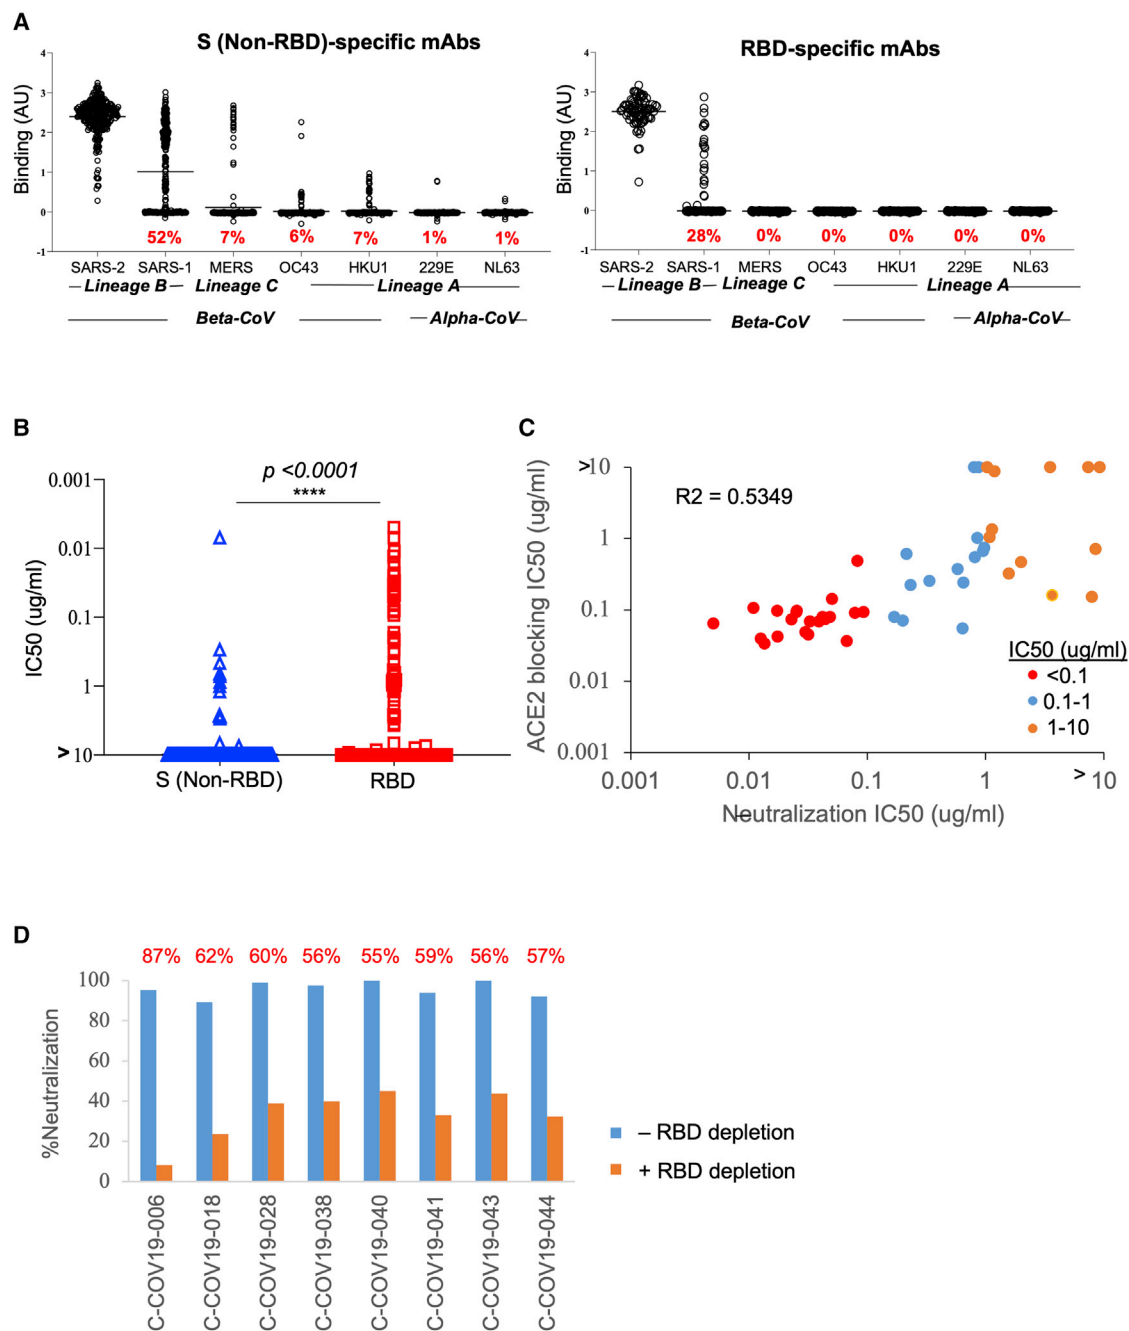 A
S (Non-RBD)-specific mAbs
RBD-specific mAbs
Binding (AU)
4
3
2
1
0
-1
52% 7% 6% 7% 1% 1%
SARS-2 SARS-1 MERS OC43 HKU1 229E NL63
Lineage B Lineage C Lineage A
Beta-CoV Alpha-CoV
Binding (AU)
4
3
2
1
0
-1
28% 0% 0% 0% 0% 0%
SARS-2 SARS-1 MERS OC43 HKU1 229E NL63
Lineage B Lineage C Lineage A
Beta-CoV Alpha-CoV
B
p <0.0001
****
IC50 (ug/ml)
0.001
0.01
0.1
1
>10
S (Non-RBD) RBD
C
R2 = 0.5349
ACE2 blocking IC50 (ug/ml)
>10
1
0.1
0.01
0.001
0.001 0.01 0.1 1 >10
Neutralization IC50 (ug/ml)
IC50 (ug/ml)
<0.1
0.1-1
1-10
D
87% 62% 60% 56% 55% 59% 56% 57%
%Neutralization
100
80
60
40
20
0
C-COV19-006
C-COV19-018
C-COV19-028
C-COV19-038
C-COV19-040
C-COV19-041
C-COV19-043
C-COV19-044
– RBD depletion
+ RBD depletion